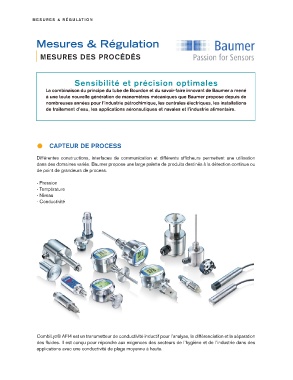 MESURES & RÉGULATION
Mesures & Régulation
MESURES DES PROCÉDÉS
Baumer
Passion for Sensors
Sensibilité et précision optimales
La combinaison du principe du tube de Bourdon et du savoir-faire innovant de Baumer a mené
à une toute nouvelle génération de manomètres mécaniques que Baumer propose depuis de
nombreuses années pour l'industrie pétrochimique, les centrales électriques, les installations
de traitement d'eau, les applications aéronautiques et navales et l'industrie alimentaire.
CAPTEUR DE PROCESS
Différentes constructions, interfaces de communication et différents afficheurs permettent une utilisation
dans des domaines variés. Baumer propose une large palette de produits destinés à la détection continue ou
de point de grandeurs de process.
- Pression
- Température
- Niveau
- Conductivité
CombiLyz® AFI4 est un transmetteur de conductivité inductif pour l'analyse, la différenciation et la séparation
des fluides. Il est conçu pour répondre aux exigences des secteurs de l'hygiène et de l'industrie dans des
applications avec une conductivité de plage moyenne à haute.